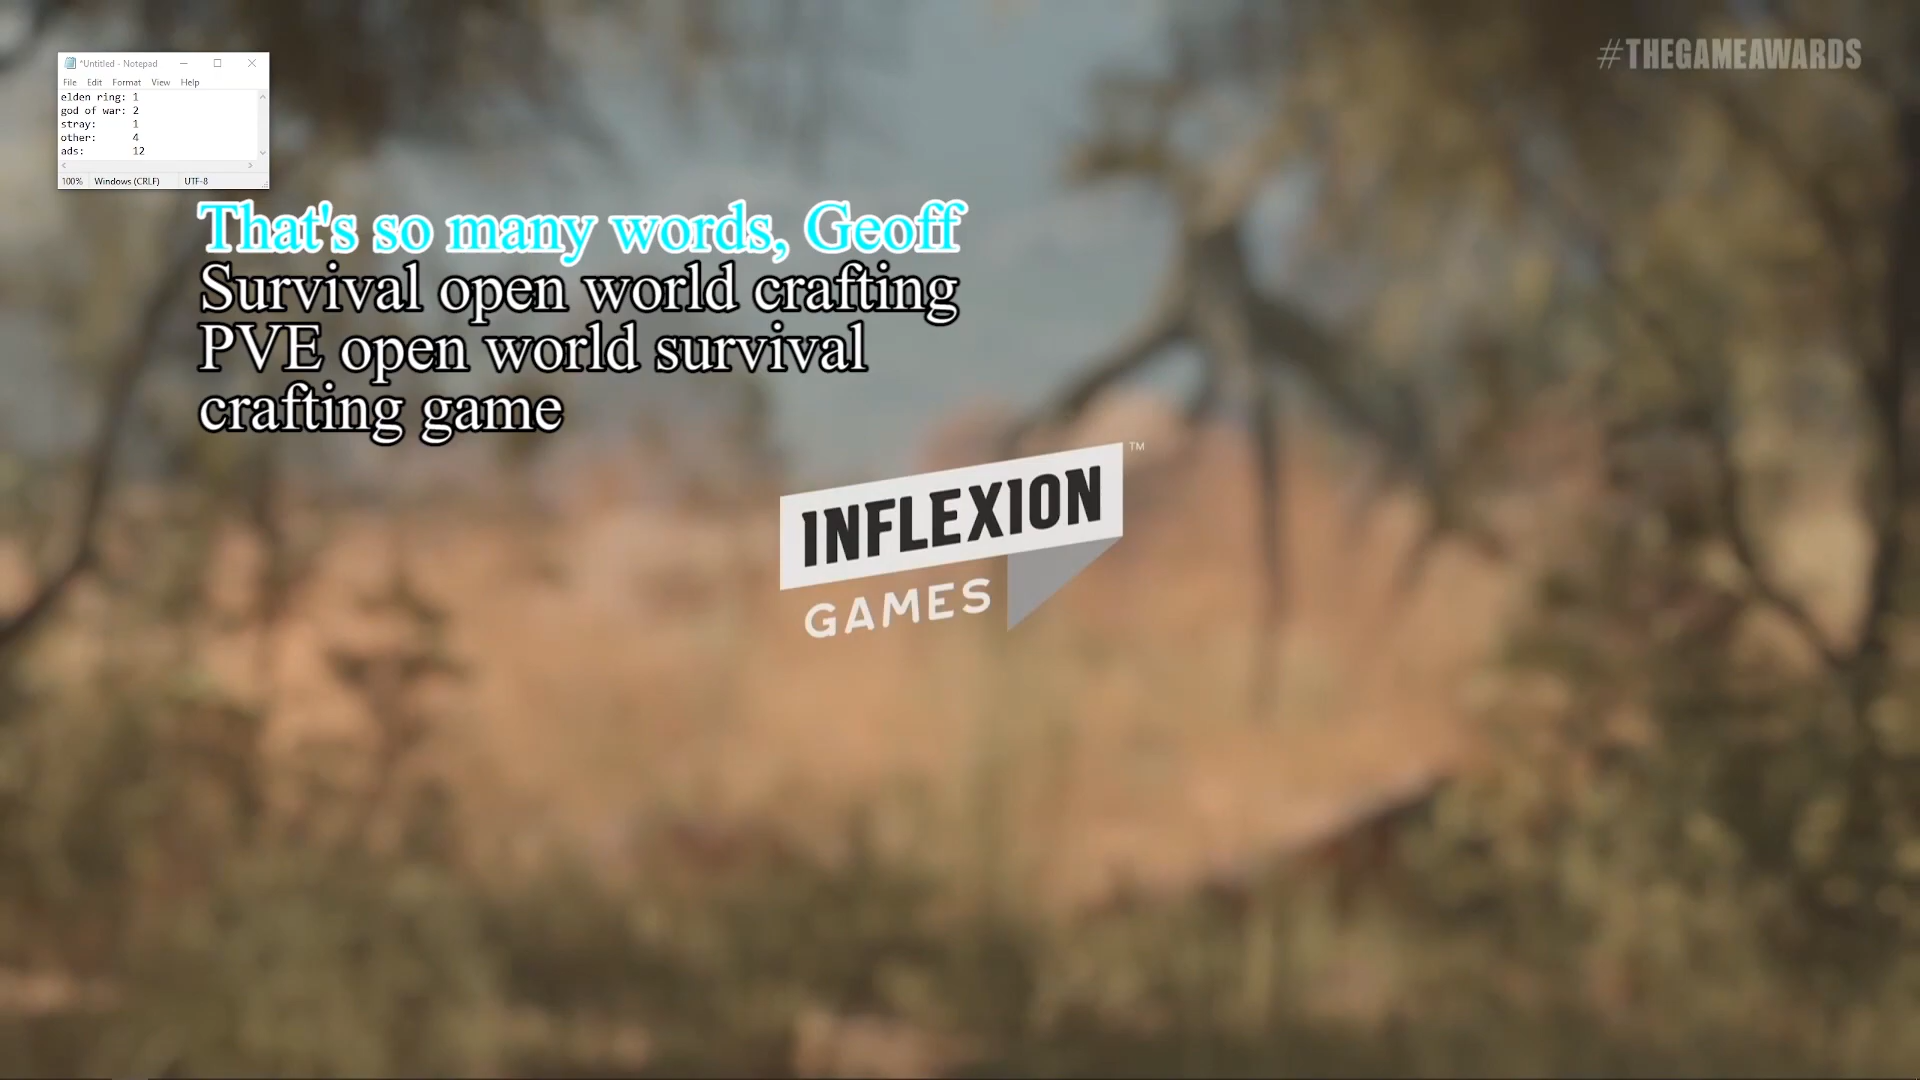 #THEGAMEAWARDS
*Untitled - Notepad
File Edit Format View Help
elden ring: 1
god of war: 2
stray: 1
other: 4
ads: 12
100% Windows (CRLF) UTF-8
That's so many words, Geoff
Survival open world crafting
PVE open world survival
crafting game
INFLEXION
GAMES
TM